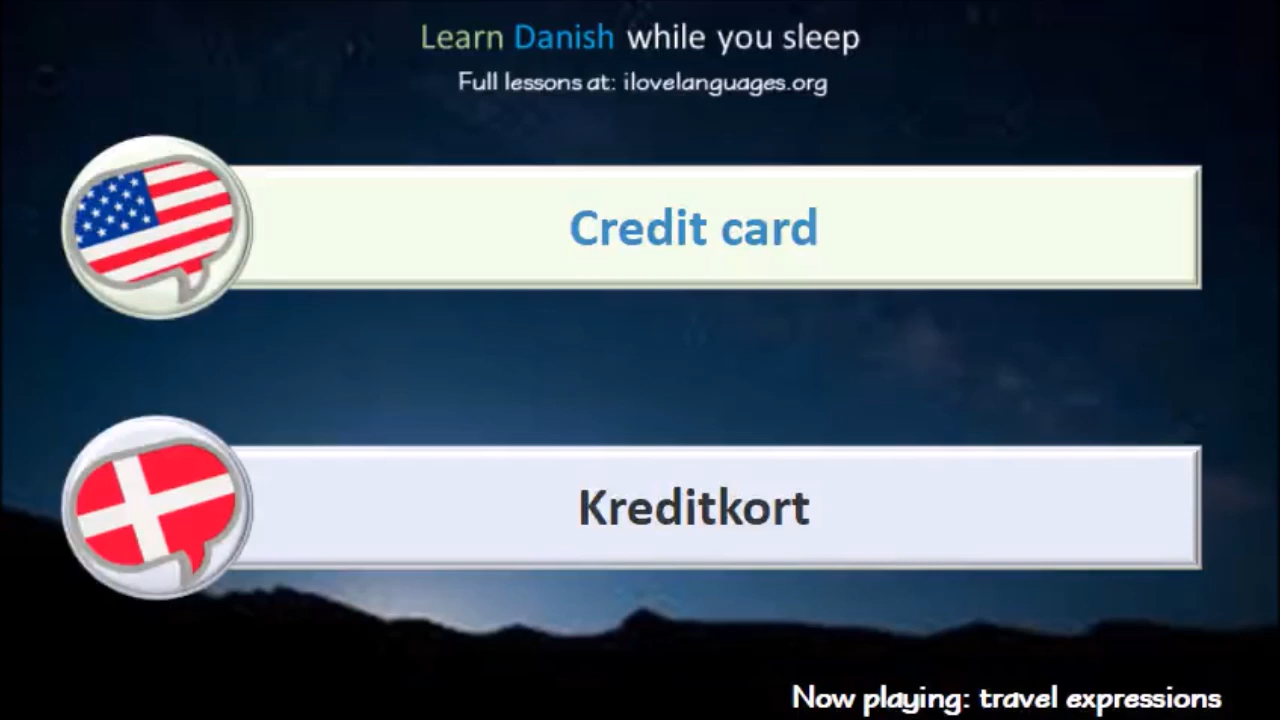 Learn Danish while you sleep
Full lessons at: ilovelanguages.org
Credit card
Kreditkort
Now playing: travel expressions